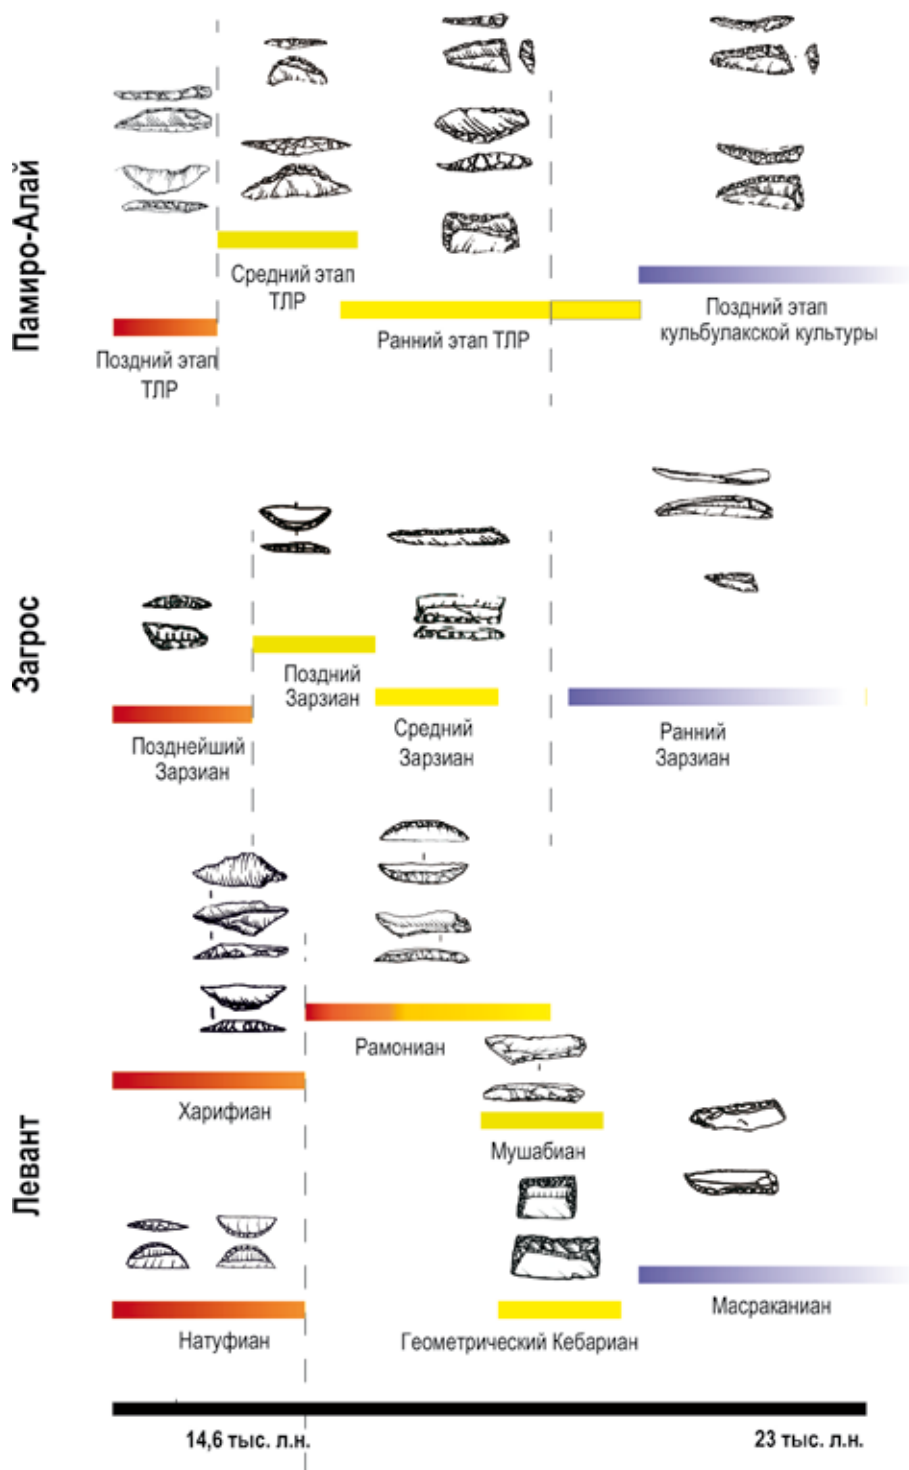 Памиро-Алай
Средний этап
ТЛР
Поздний этап
кульбулакской культуры
Ранний этап ТЛР
Поздний этап
ТЛР
Загрос
Поздний
Зарзиан
Средний
Зарзиан
Ранний
Зарзиан
Позднейший
Зарзиан
Левант
Рамониан
Харифиан
Мушабиан
Масраканиан
Натуфиан
Геометрический Кебариан
14,6 тыс. л.н.
23 тыс. л.н.